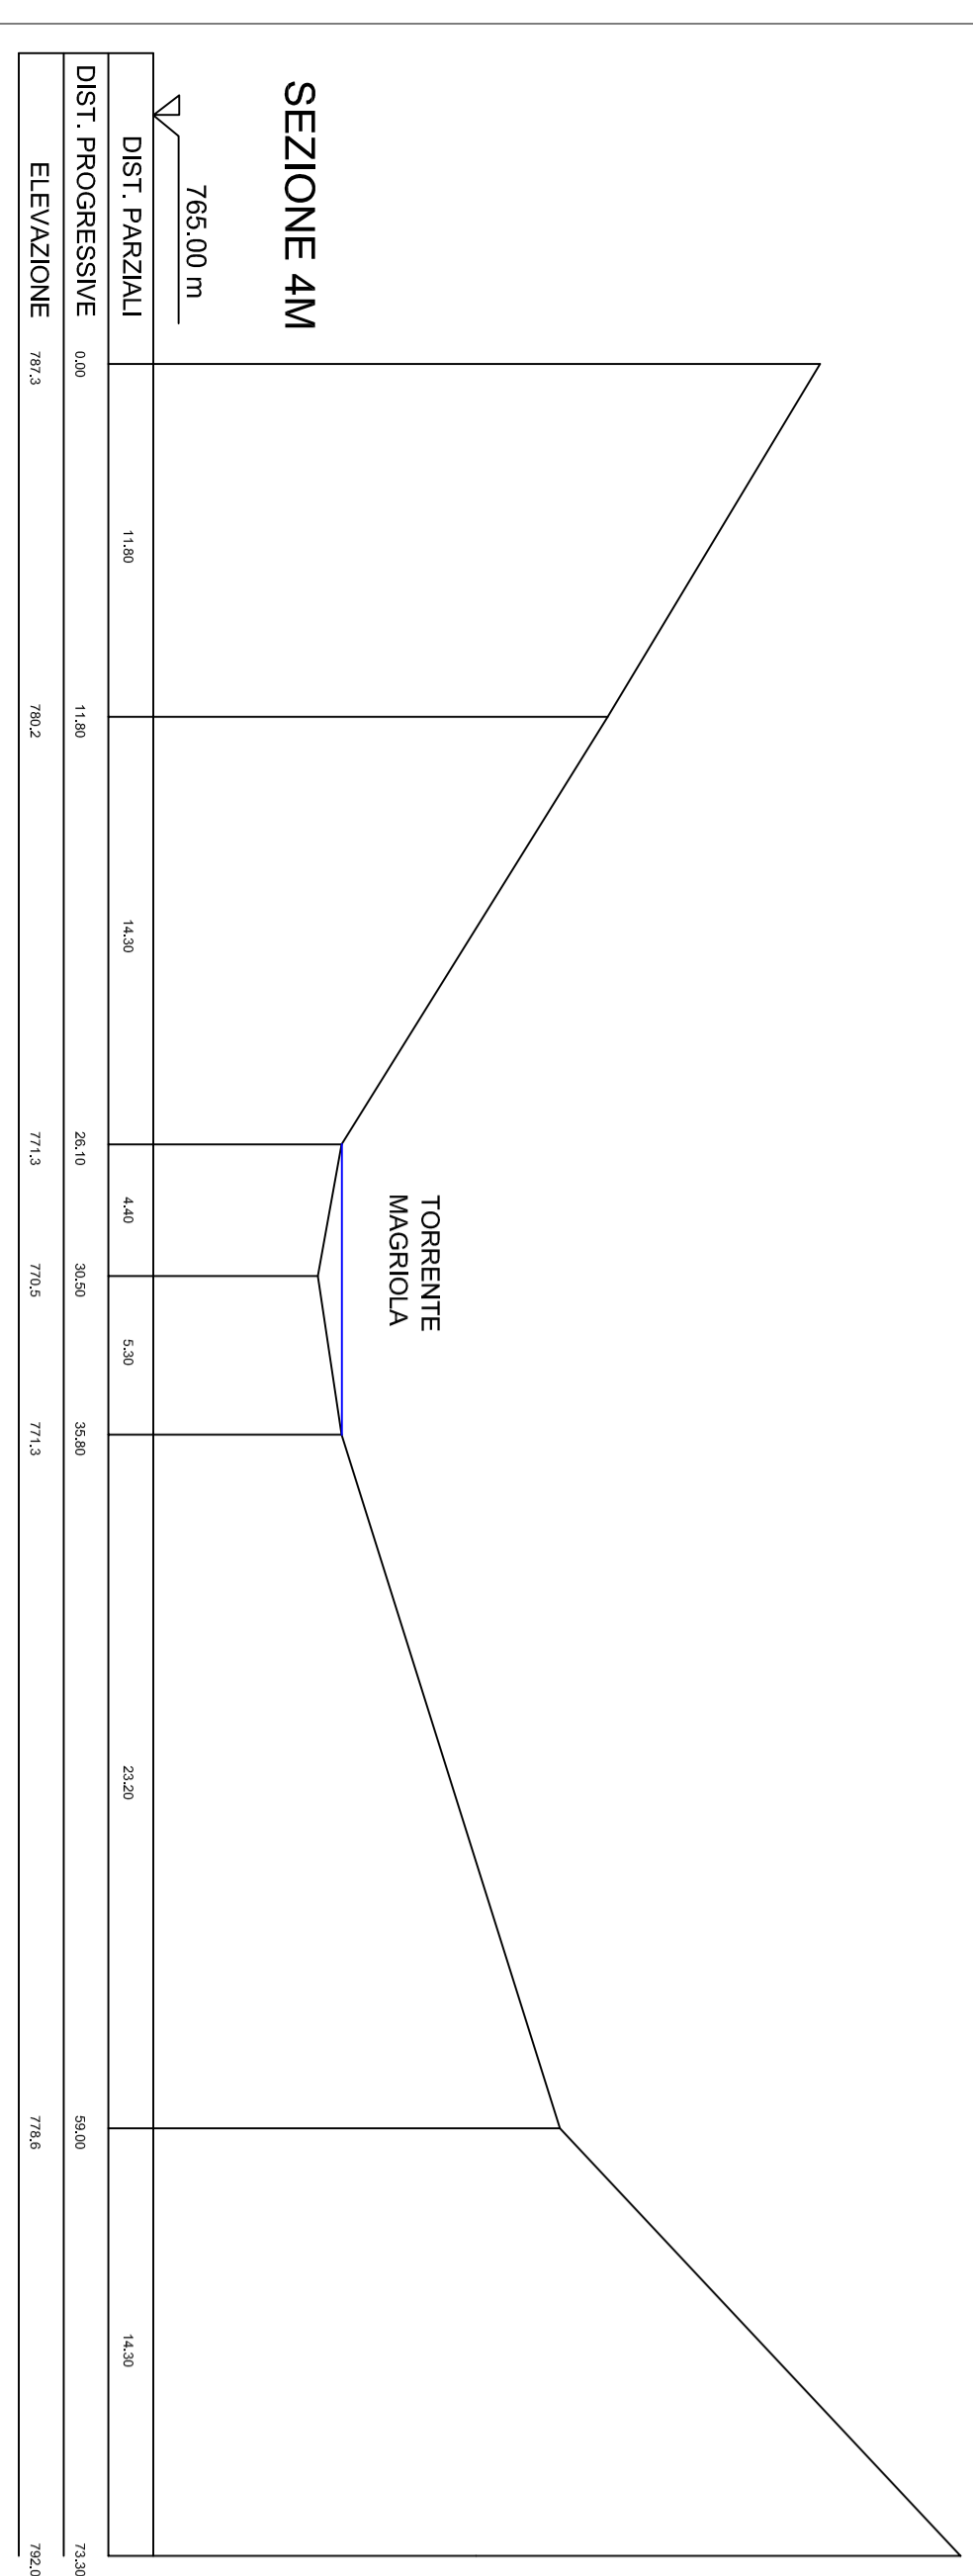 SEZIONE 4M
TORRENTE
MAGRIOLA
765.00 m
DIST. PARZIALI 11.80 14.30 4.40 5.30 23.20 14.30
DIST. PROGRESSIVE 0.00 11.80 26.10 30.50 35.80 59.00 73.30
ELEVAZIONE 787.3 780.2 771.3 770.5 771.3 778.6 792.0